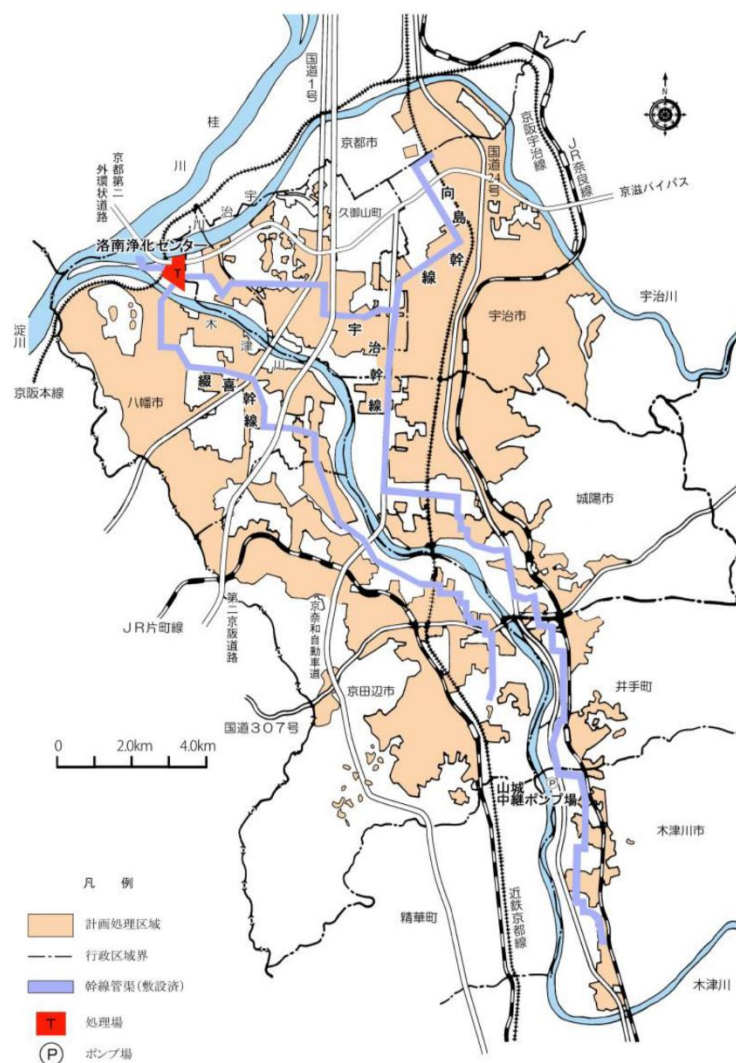 国道1号
桂川
京都市
京都第二
外環状道路
宇治川
久御山町
国道24号
京阪宇治線
JR奈良線
京滋バイパス
向島幹線
洛南浄化センター
T
宇治川
宇治市
宇治幹線
木津川
淀川
京阪本線
八幡市
綴喜幹線
城陽市
JR片町線
第二京阪道路
京奈和自動車道
京田辺市
井手町
国道307号
0 2.0km 4.0km
P
山城
中継ポンプ場
木津川市
精華町
近鉄京都線
木津川
凡 例
計画処理区域
行政区域界
幹線管渠(敷設済)
T 処理場
P ポンプ場
N